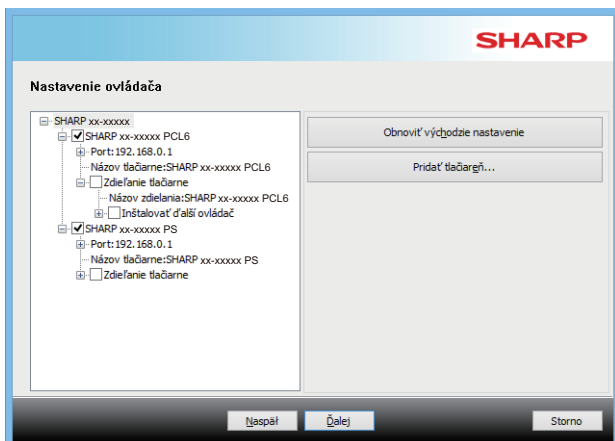 SHARP
Nastavenie ovládača
SHARP xx-xxxxx
SHARP xx-xxxxx PCL6
Port:192.168.0.1
Názov tlačiarne:SHARP xx-xxxxx PCL6
Zdieľanie tlačiarne
Názov zdielania:SHARP xx-xxxxx PCL6
Inštalovať ďalší ovládač
SHARP xx-xxxxx PS
Port:192.168.0.1
Názov tlačiarne:SHARP xx-xxxxx PS
Zdieľanie tlačiarne
Obnoviť východzie nastavenie
Pridať tlačiareň...
Naspäť
Ďalej
Storno